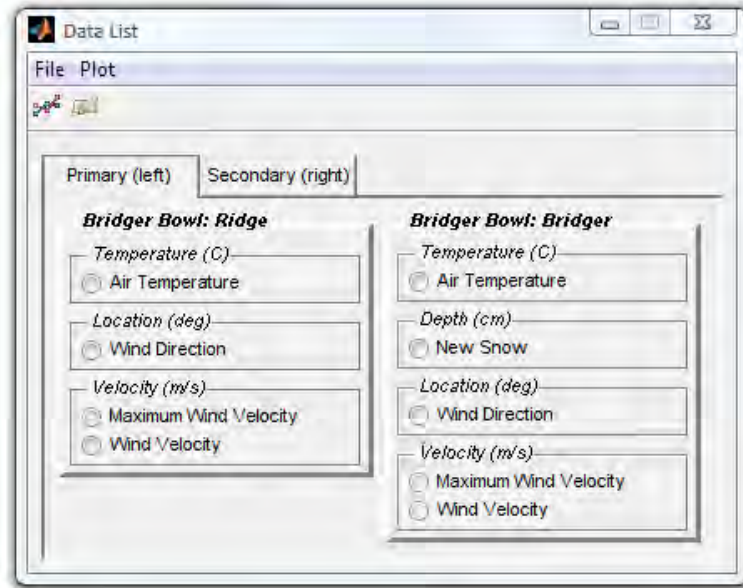 Data List
File Plot
Primary (left) Secondary (right)
Bridger Bowl: Ridge
Temperature (C)
Air Temperature
Location (deg)
Wind Direction
Velocity (m/s)
Maximum Wind Velocity
Wind Velocity
Bridger Bowl: Bridger
Temperature (C)
Air Temperature
Depth (cm)
New Snow
Location (deg)
Wind Direction
Velocity (m/s)
Maximum Wind Velocity
Wind Velocity